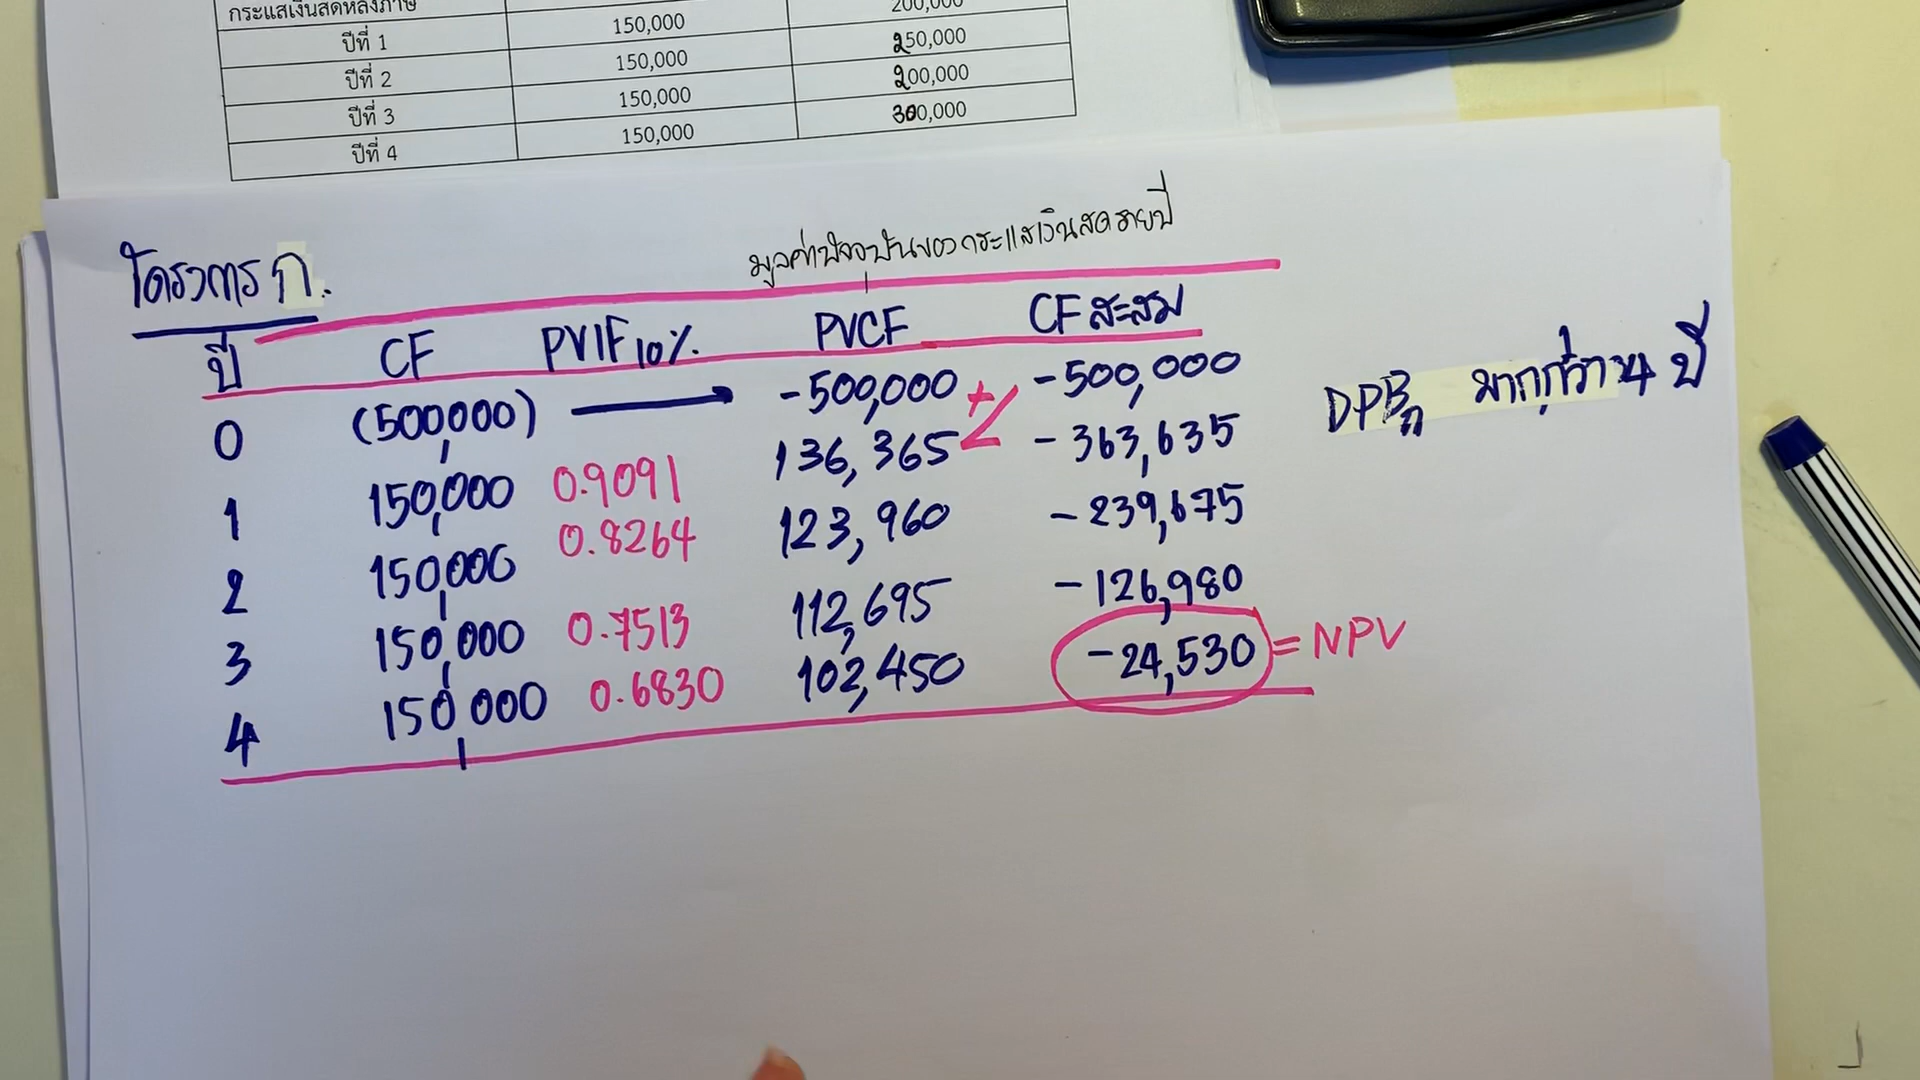 กระแสเงินสดหลังภาษี 200,000
ปีที่ 1 150,000 250,000
ปีที่ 2 150,000 200,000
ปีที่ 3 150,000 300,000
ปีที่ 4 150,000
มูลค่าปัจจุบันของกระแสเงินสดรายปี
โครงการ ก.
ปี CF PVIF10% PVCF CF สะสม
0 (500,000) -500,000 + -500,000
DPBก มากกว่า 4 ปี
1 150,000 0.9091 136,365 -363,635
2 150,000 0.8264 123,960 -239,675
3 150,000 0.7513 112,695 -126,980
4 150,000 0.6830 102,450 -24,530 = NPV